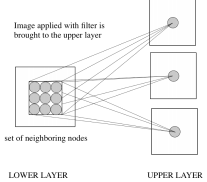 Image applied with filter is
brought to the upper layer
set of neighboring nodes
LOWER LAYER
UPPER LAYER